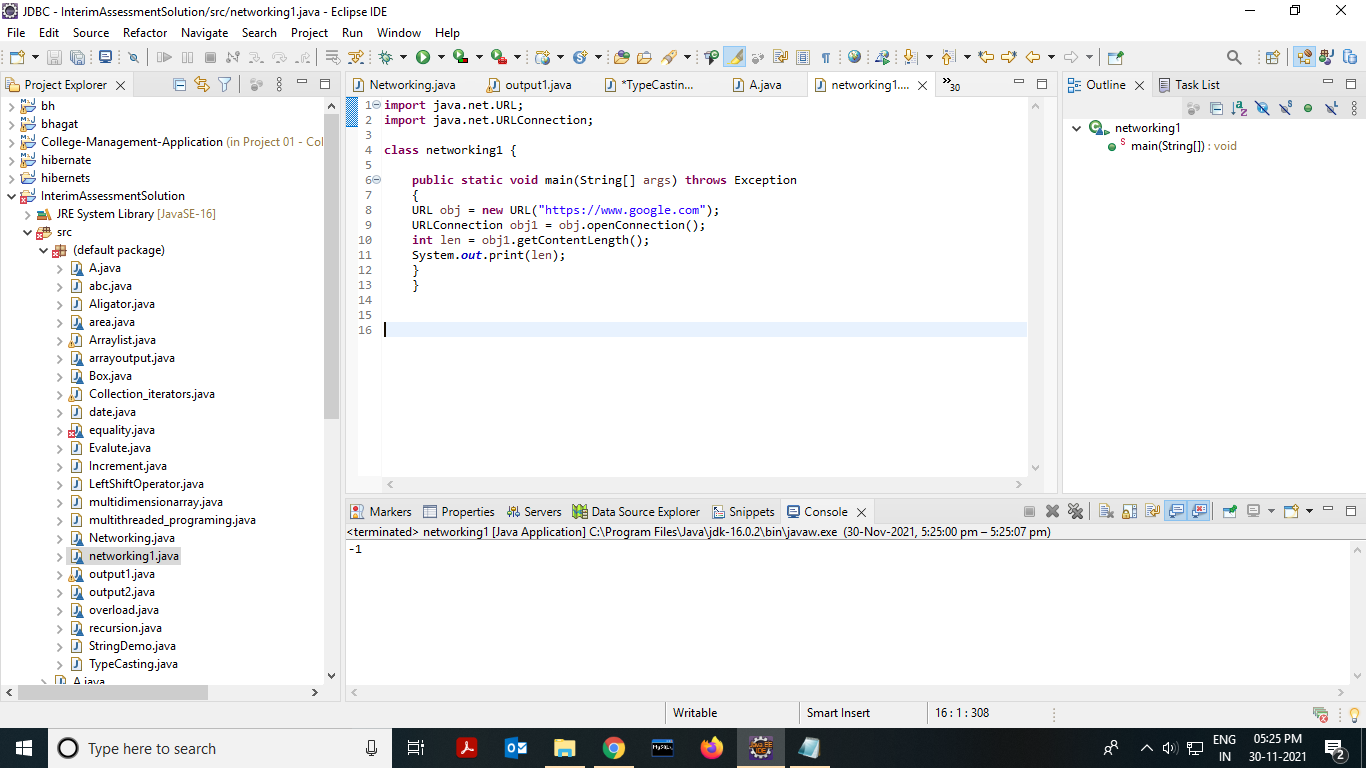 JDBC - InterimAssessmentSolution/src/networking1.java - Eclipse IDE
File Edit Source Refactor Navigate Search Project Run Window Help
Project Explorer
bh
bhagat
College-Management-Application (in Project 01 - Col
hibernate
hibernets
InterimAssessmentSolution
JRE System Library [JavaSE-16]
src
(default package)
A.java
abc.java
Aligator.java
area.java
Arraylist.java
arrayoutput.java
Box.java
Collection_iterators.java
date.java
equality.java
Evalute.java
Increment.java
LeftShiftOperator.java
multidimensionarray.java
multithreaded_programing.java
Networking.java
networking1.java
output1.java
output2.java
overload.java
recursion.java
StringDemo.java
TypeCasting.java
A.java
Networking.java output1.java *TypeCastin... A.java networking1.... 30
1 import java.net.URL;
2 import java.net.URLConnection;
3
4 class networking1 {
5
6 public static void main(String[] args) throws Exception
7 {
8 URL obj = new URL("https://www.google.com");
9 URLConnection obj1 = obj.openConnection();
10 int len = obj1.getContentLength();
11 System.out.print(len);
12 }
13 }
14
15
16
Outline Task List
networking1
main(String[]) : void
Markers Properties Servers Data Source Explorer Snippets Console
<terminated> networking1 [Java Application] C:\Program Files\Java\jdk-16.0.2\bin\javaw.exe (30-Nov-2021, 5:25:00 pm – 5:25:07 pm)
-1
Writable Smart Insert 16 : 1 : 308
Type here to search
ENG
IN
05:25 PM
30-11-2021
2